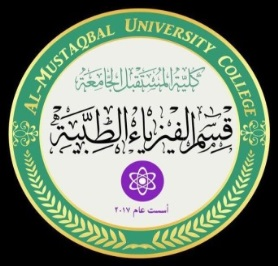 AL-MUSTAQBAL UNIVERSITY COLLEGE
كلية المستقبل الجامعة
قسم الفيزياء الطبية
أسست عام ٢٠١٧